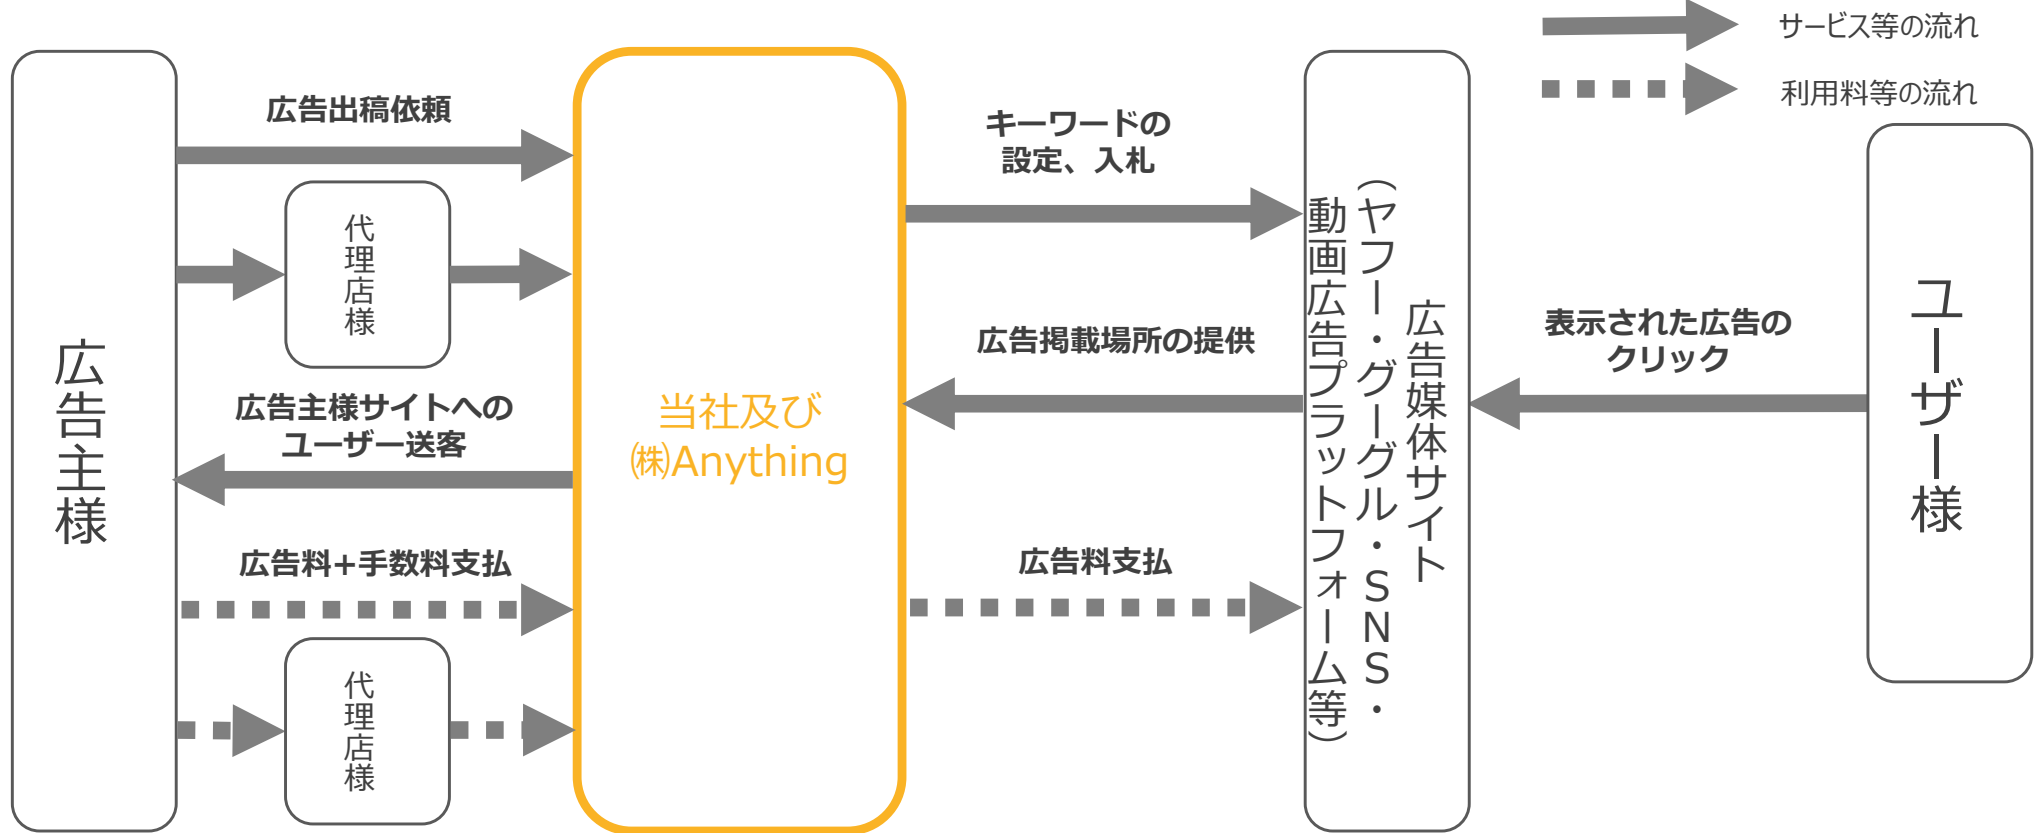 サービス等の流れ
利用料等の流れ
広告主様
広告出稿依頼
代理店様
広告主様サイトへの
ユーザー送客
広告料+手数料支払
代理店様
当社及び
㈱Anything
キーワードの
設定、入札
広告掲載場所の提供
広告料支払
広告媒体サイト
（ヤフー・グーグル・SNS・
動画広告プラットフォーム等）
表示された広告の
クリック
ユーザー様